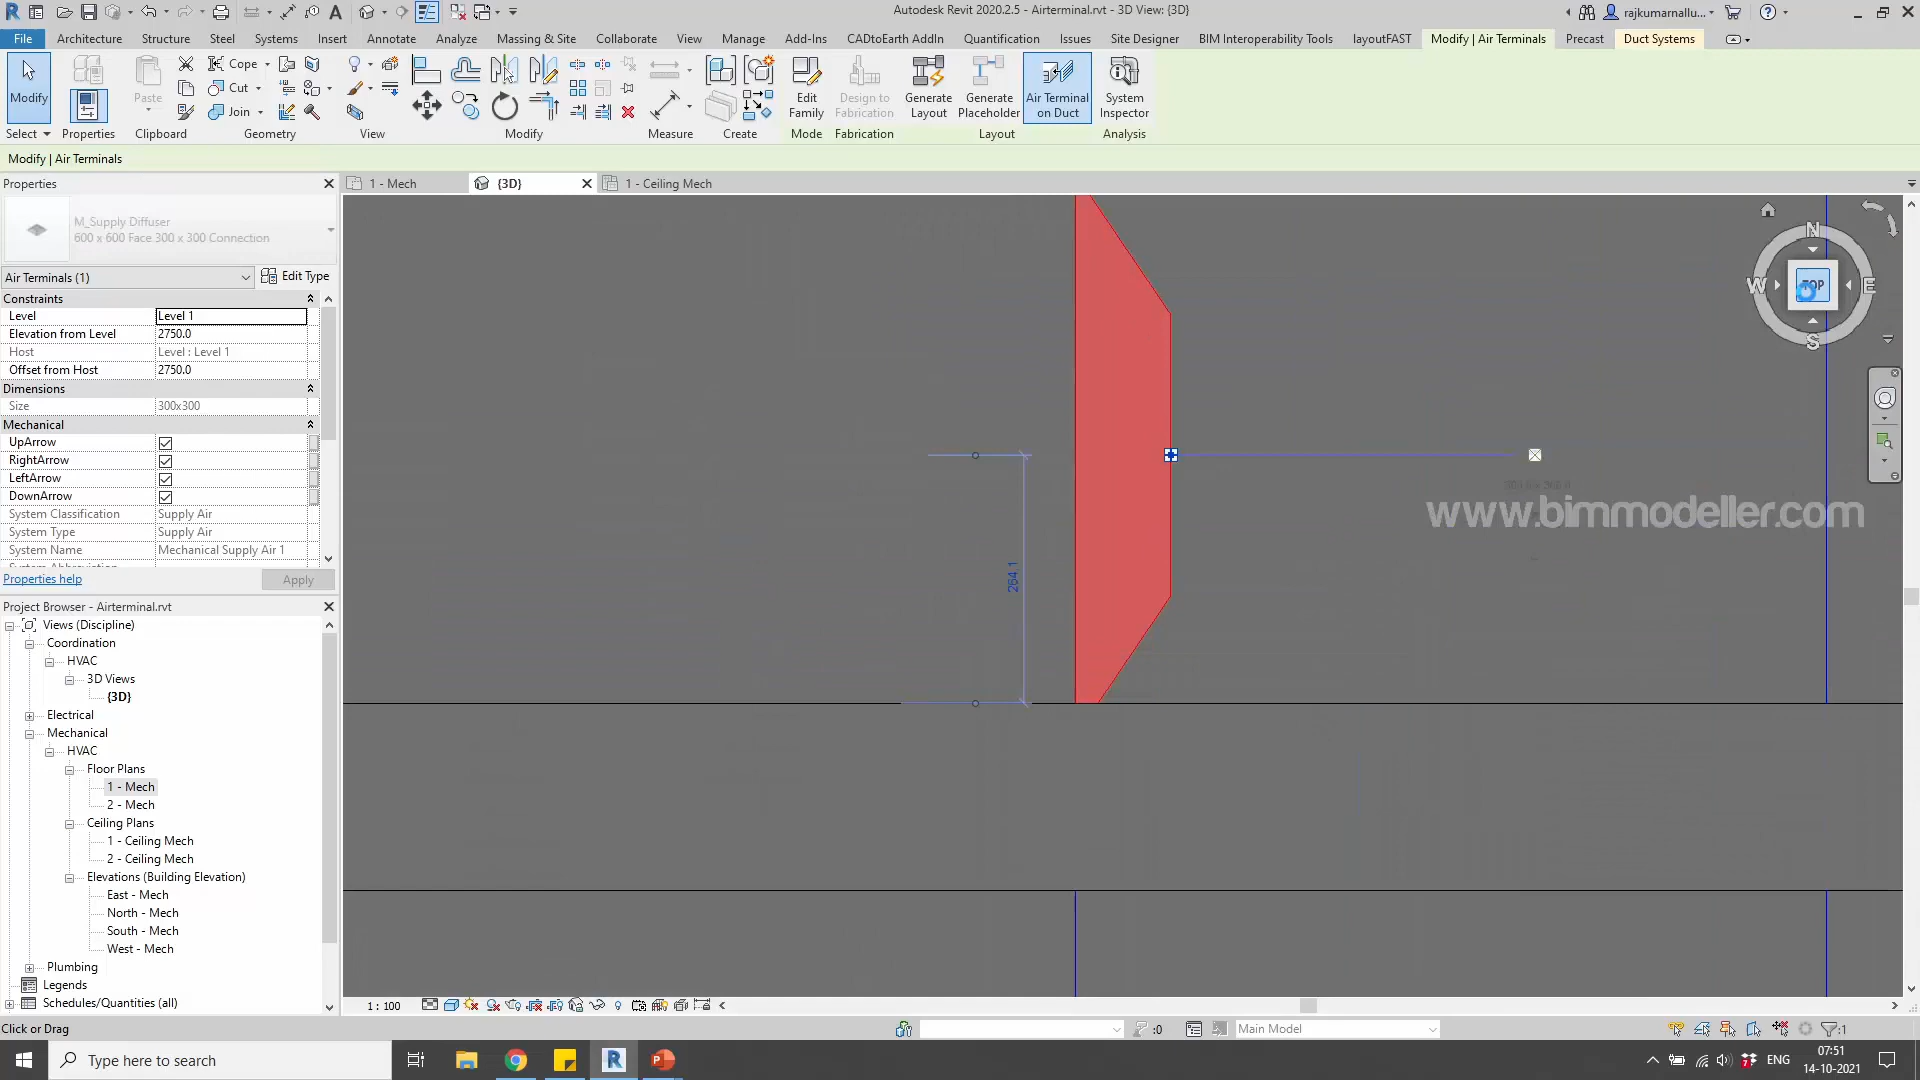 Autodesk Revit 2020.2.5 - Airterminal.rvt - 3D View: {3D}
rajkumarnallu...
File Architecture Structure Steel Systems Insert Annotate Analyze Massing & Site Collaborate View Manage Add-Ins CADtoEarth AddIn Quantification Issues Site Designer BIM Interoperability Tools layoutFAST Modify | Air Terminals Precast Duct Systems
Modify
Paste
Cope
Cut
Join
Edit Family
Design to Fabrication
Generate Layout
Generate Placeholder
Air Terminal on Duct
System Inspector
Select Properties Clipboard Geometry View Modify Measure Create Mode Fabrication Layout Analysis
Modify | Air Terminals
Properties
1 - Mech
{3D}
1 - Ceiling Mech
M_Supply Diffuser
600 x 600 Face 300 x 300 Connection
Air Terminals (1)
Edit Type
Constraints
Level Level 1
Elevation from Level 2750.0
Host Level : Level 1
Offset from Host 2750.0
Dimensions
Size 300x300
Mechanical
UpArrow
RightArrow
LeftArrow
DownArrow
System Classification Supply Air
System Type Supply Air
System Name Mechanical Supply Air 1
System Abbreviation
Properties help
Apply
Project Browser - Airterminal.rvt
Views (Discipline)
Coordination
HVAC
3D Views
{3D}
Electrical
Mechanical
HVAC
Floor Plans
1 - Mech
2 - Mech
Ceiling Plans
1 - Ceiling Mech
2 - Ceiling Mech
Elevations (Building Elevation)
East - Mech
North - Mech
South - Mech
West - Mech
Plumbing
Legends
Schedules/Quantities (all)
N
W
TOP
E
S
www.bimmodeller.com
264.1
1 : 100
Click or Drag
:0
Main Model
:1
Type here to search
ENG
07:51
14-10-2021